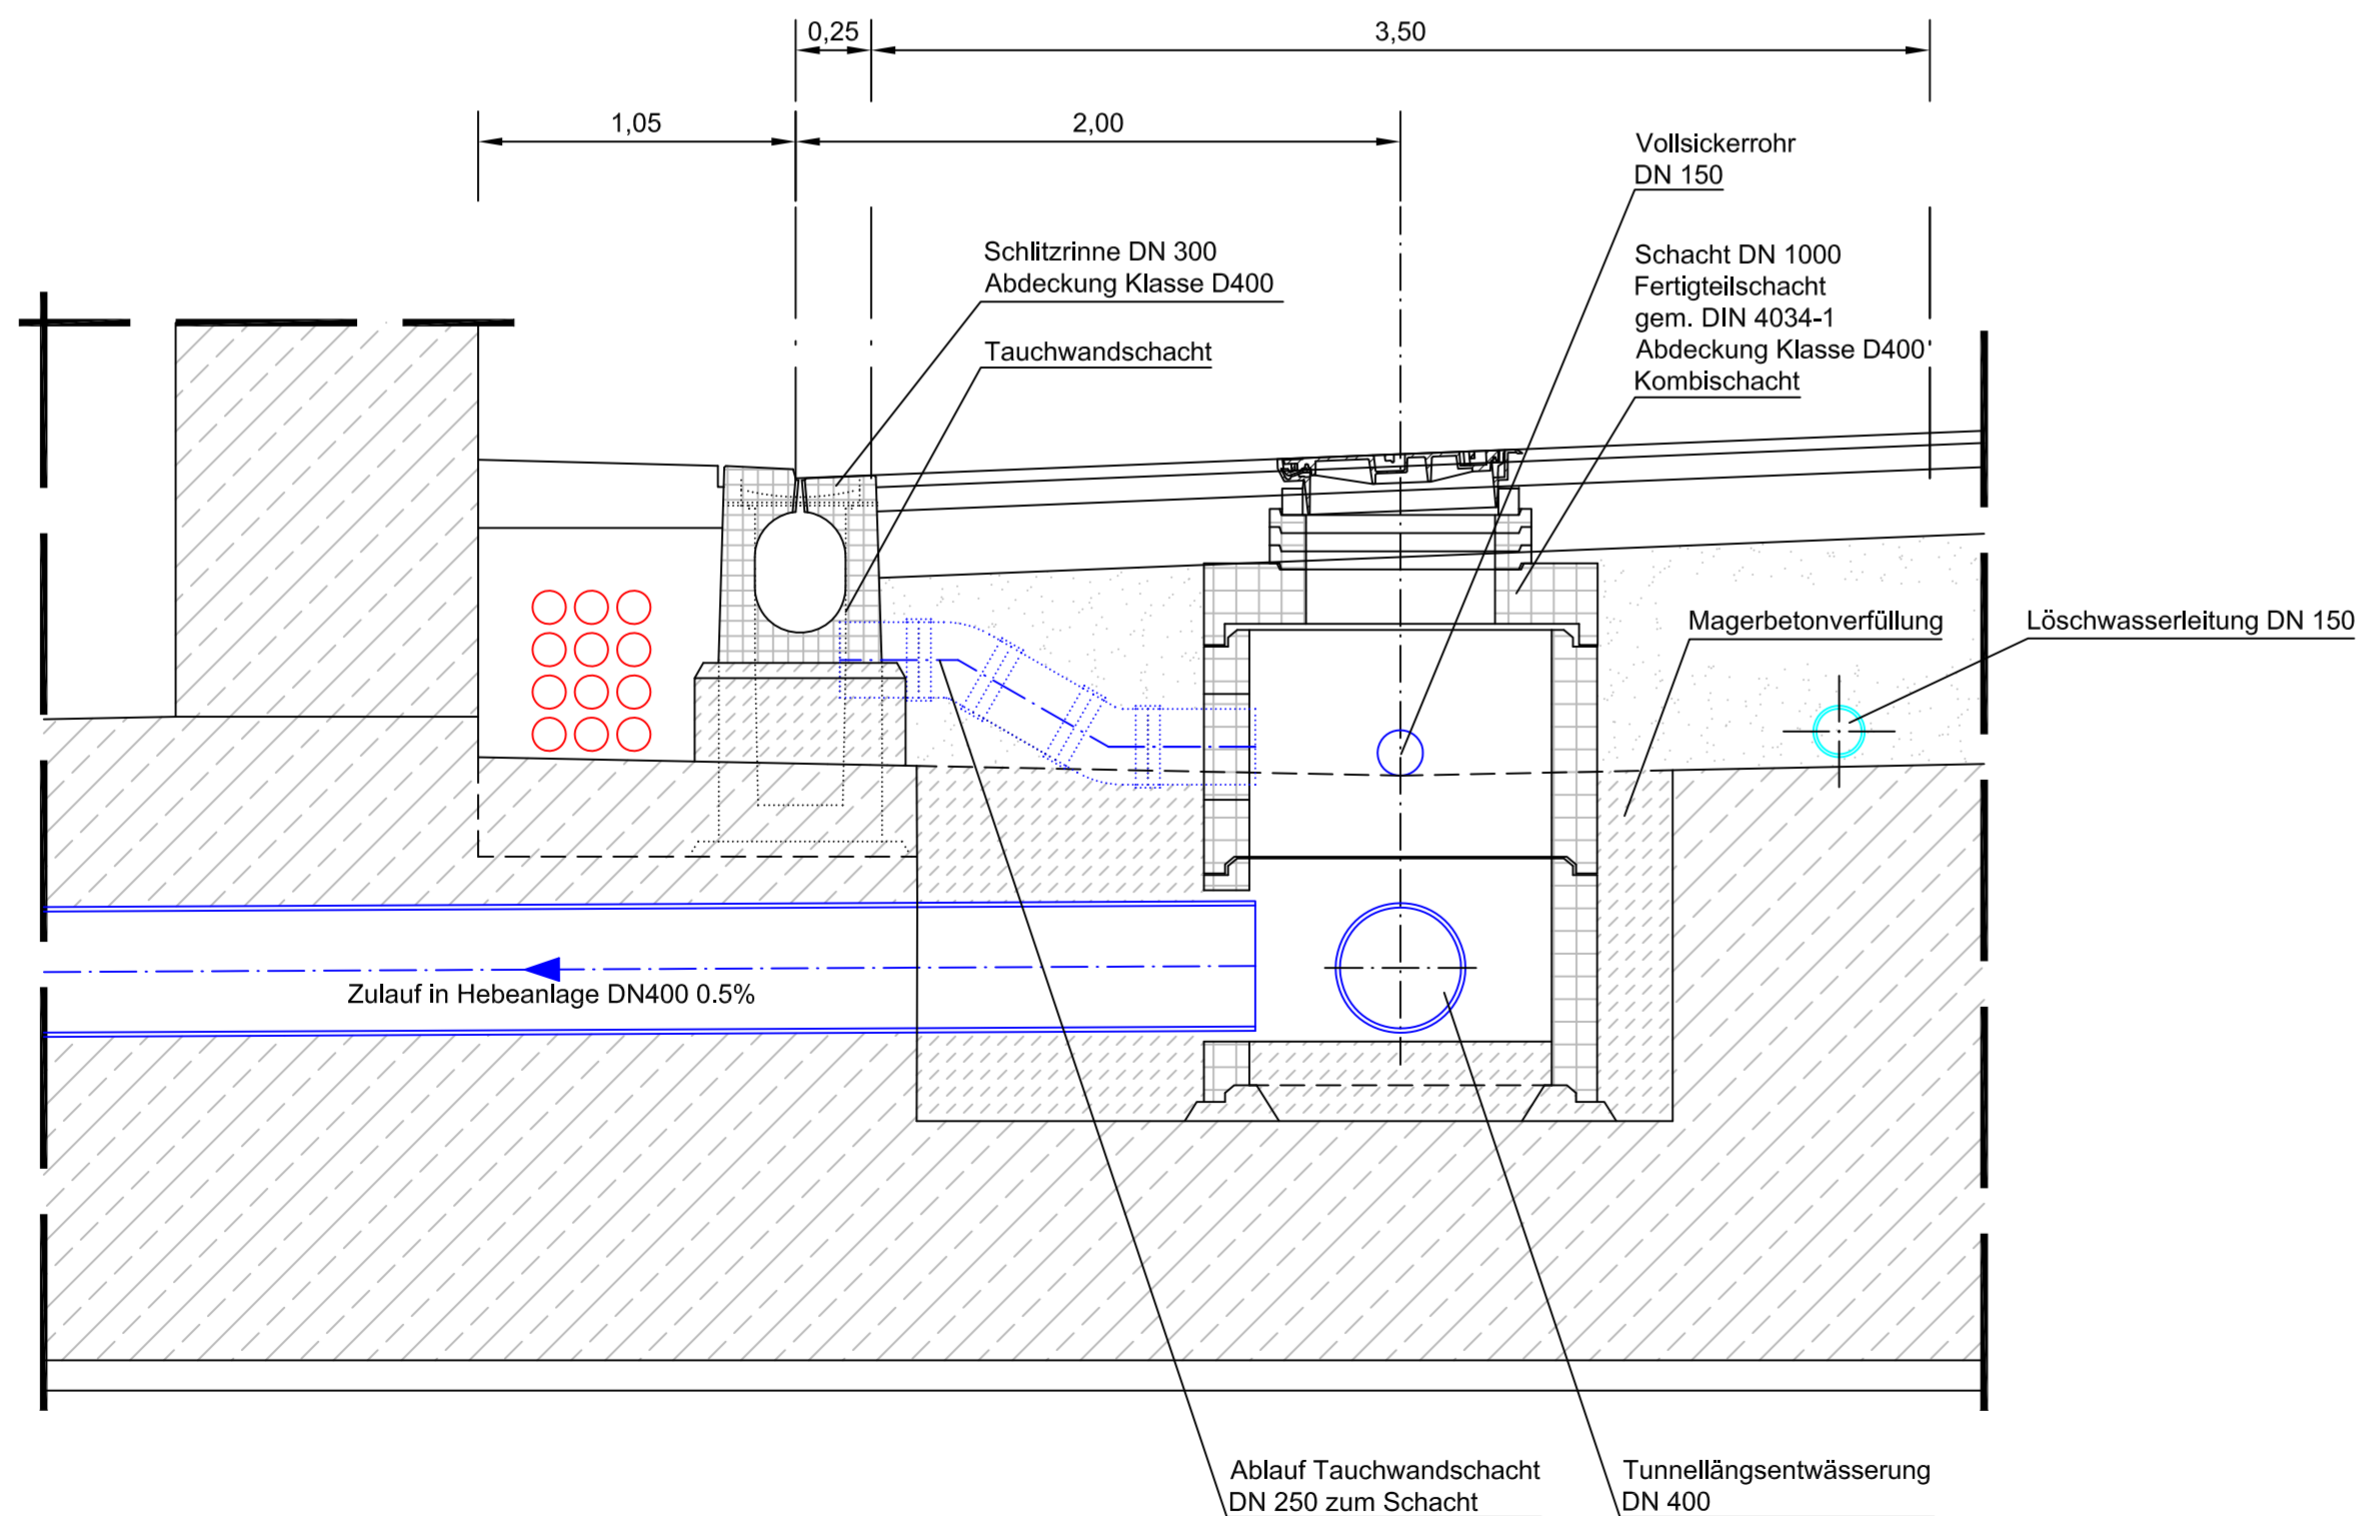 0,25
3,50
1,05
2,00
Vollsickerrohr
DN 150
Schlitzrinne DN 300
Abdeckung Klasse D400
Schacht DN 1000
Fertigteilschacht
gem. DIN 4034-1
Abdeckung Klasse D400
Kombischacht
Tauchwandschacht
Magerbetonverfüllung
Löschwasserleitung DN 150
Zulauf in Hebeanlage DN400 0.5%
Ablauf Tauchwandschacht
DN 250 zum Schacht
Tunnellängsentwässerung
DN 400